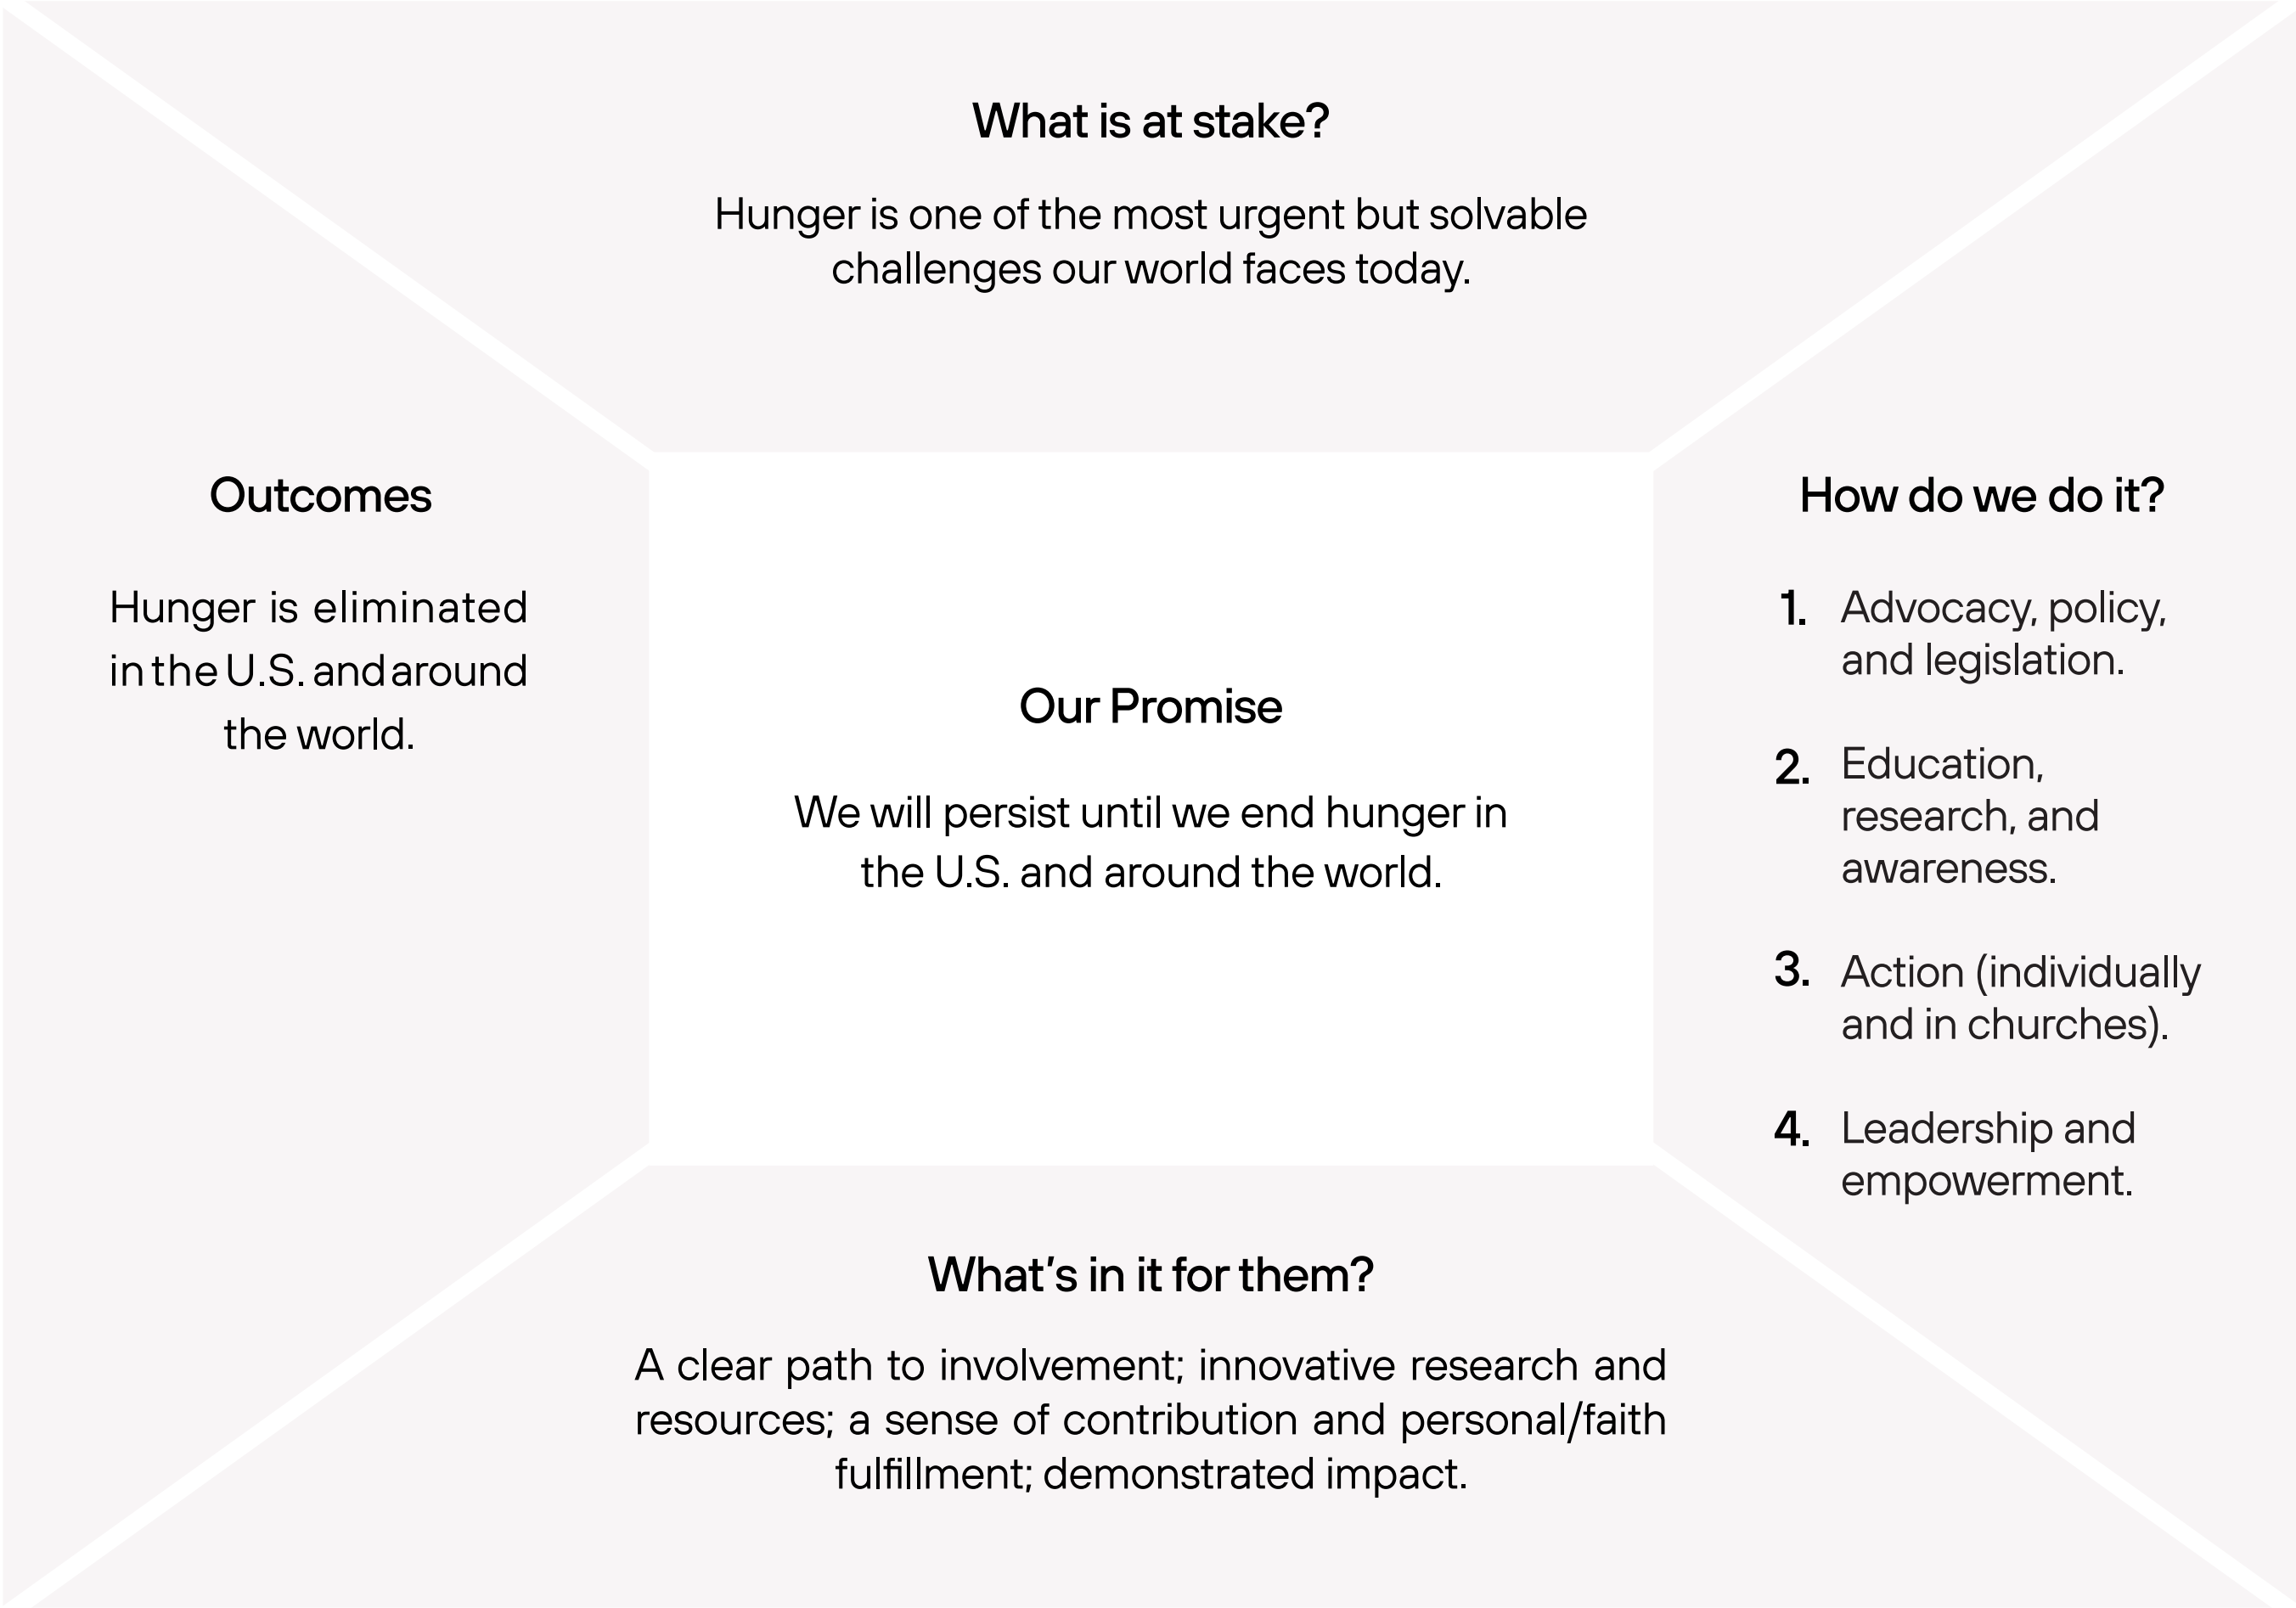 What is at stake?
Hunger is one of the most urgent but solvable
challenges our world faces today.
Outcomes
Hunger is eliminated
in the U.S. and around
the world.
Our Promise
We will persist until we end hunger in
the U.S. and around the world.
How do we do it?
1. Advocacy, policy,
and legislation.
2. Education,
research, and
awareness.
3. Action (individually
and in churches).
4. Leadership and
empowerment.
What's in it for them?
A clear path to involvement; innovative research and
resources; a sense of contribution and personal/faith
fulfillment; demonstrated impact.